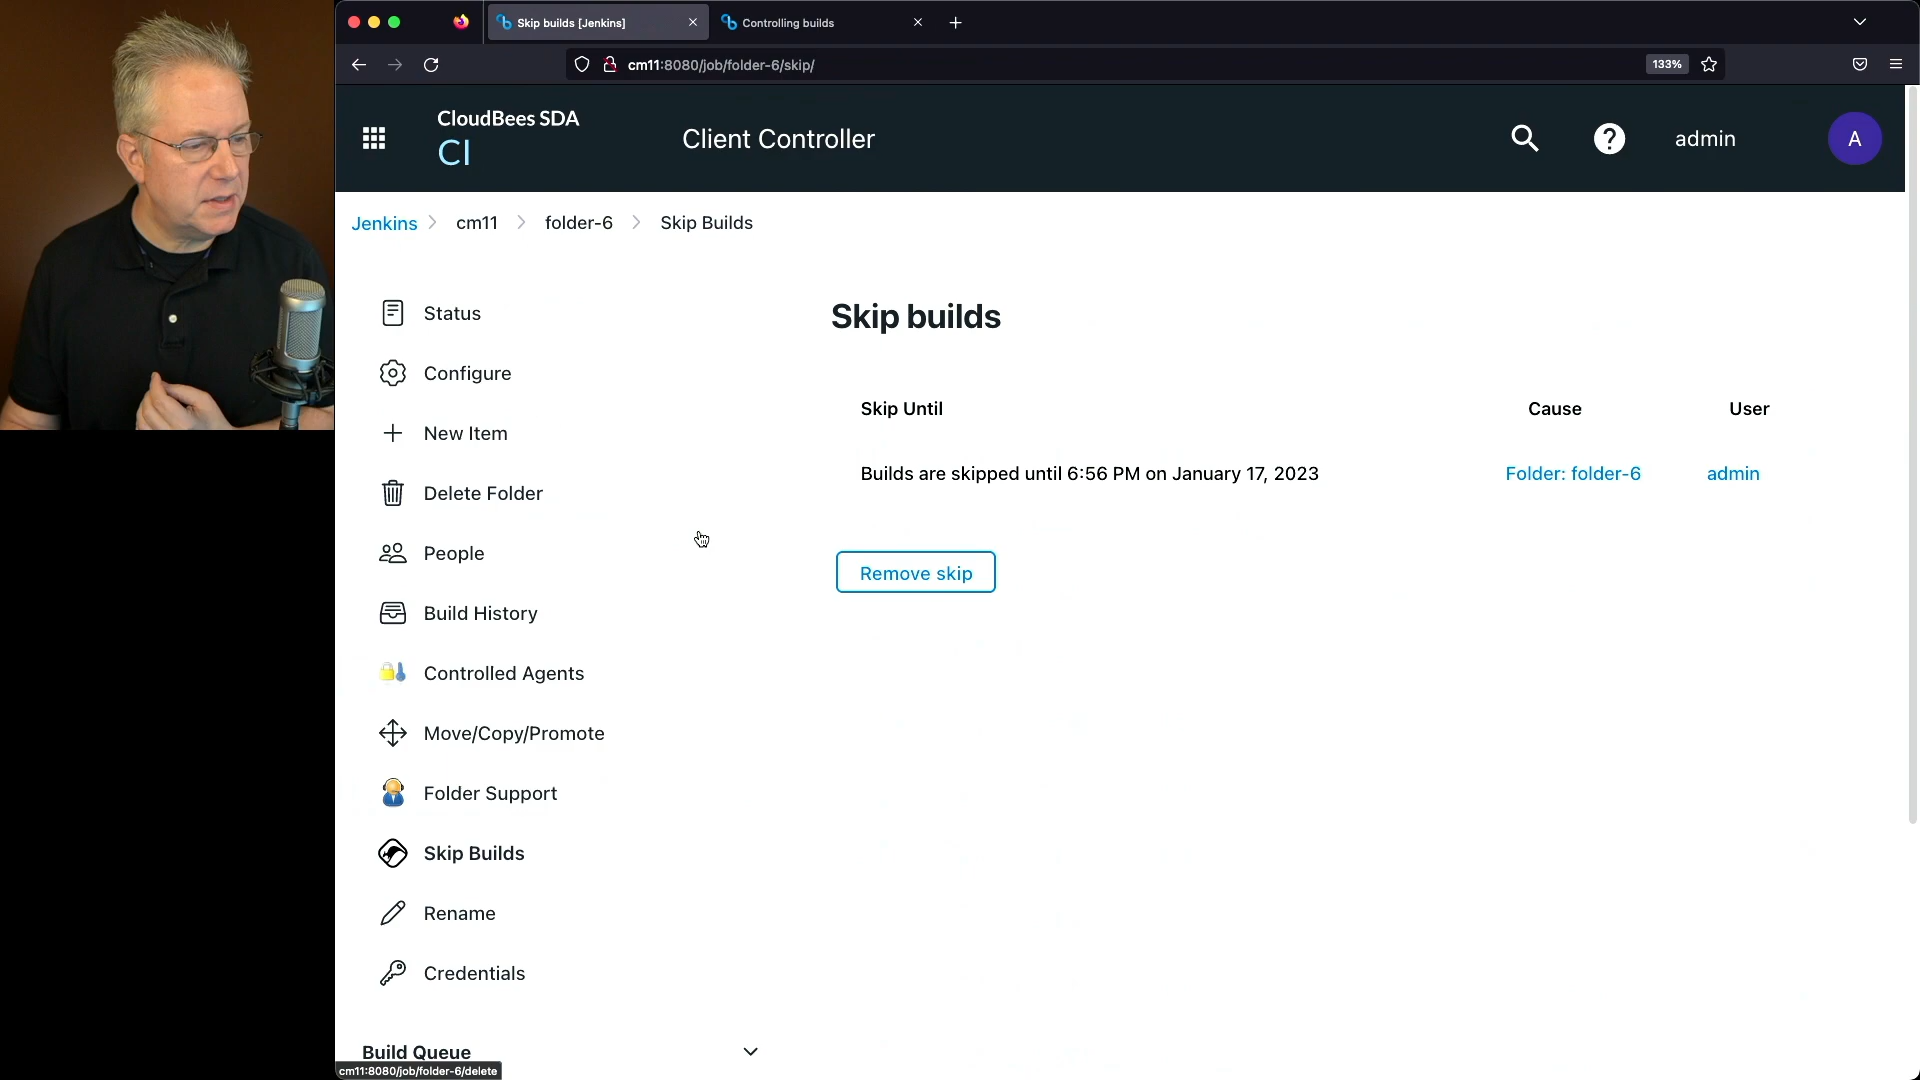 Skip builds [Jenkins]
Controlling builds
cm11:8080/job/folder-6/skip/
133%
CloudBees SDA
CI
Client Controller
?
admin
A
Jenkins
cm11
folder-6
Skip Builds
Status
Configure
New Item
Delete Folder
People
Build History
Controlled Agents
Move/Copy/Promote
Folder Support
Skip Builds
Rename
Credentials
Build Queue
Skip builds
Skip Until
Cause
User
Builds are skipped until 6:56 PM on January 17, 2023
Folder: folder-6
admin
Remove skip
cm11:8080/job/folder-6/delete